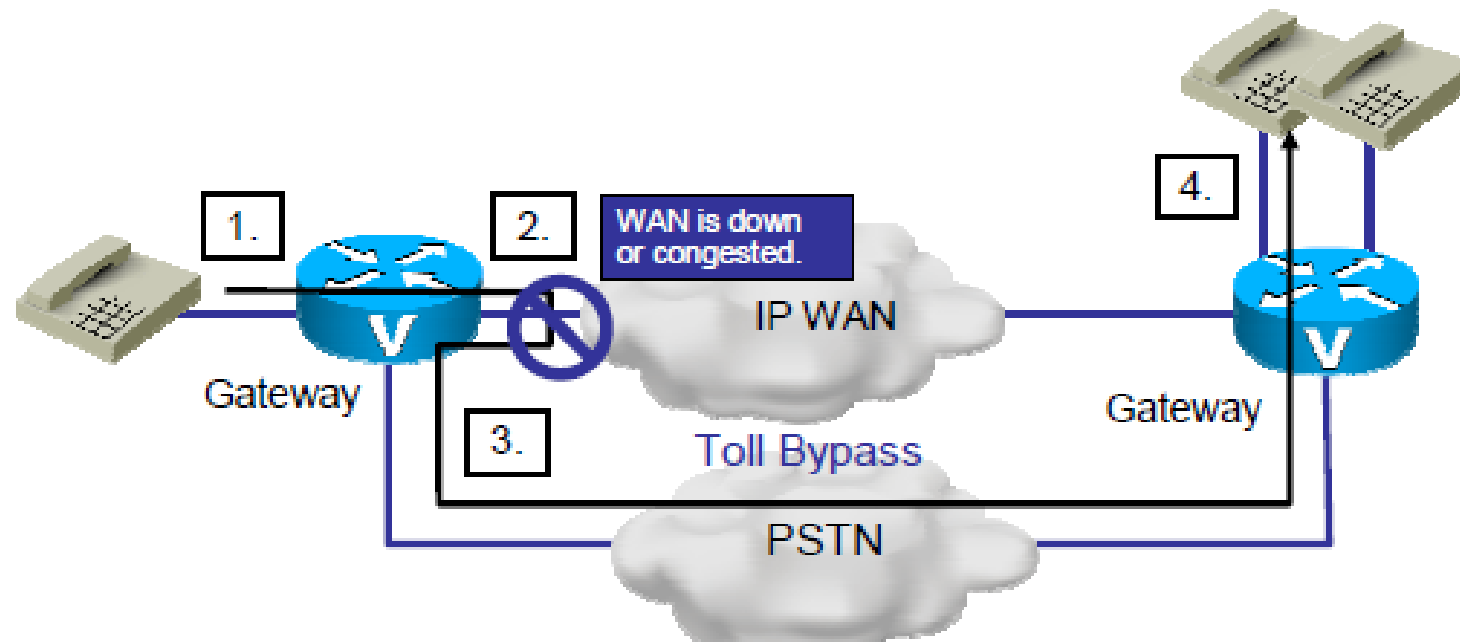 1.
2.
WAN is down
or congested.
4.
IP WAN
V
V
Gateway
Gateway
3.
Toll Bypass
PSTN